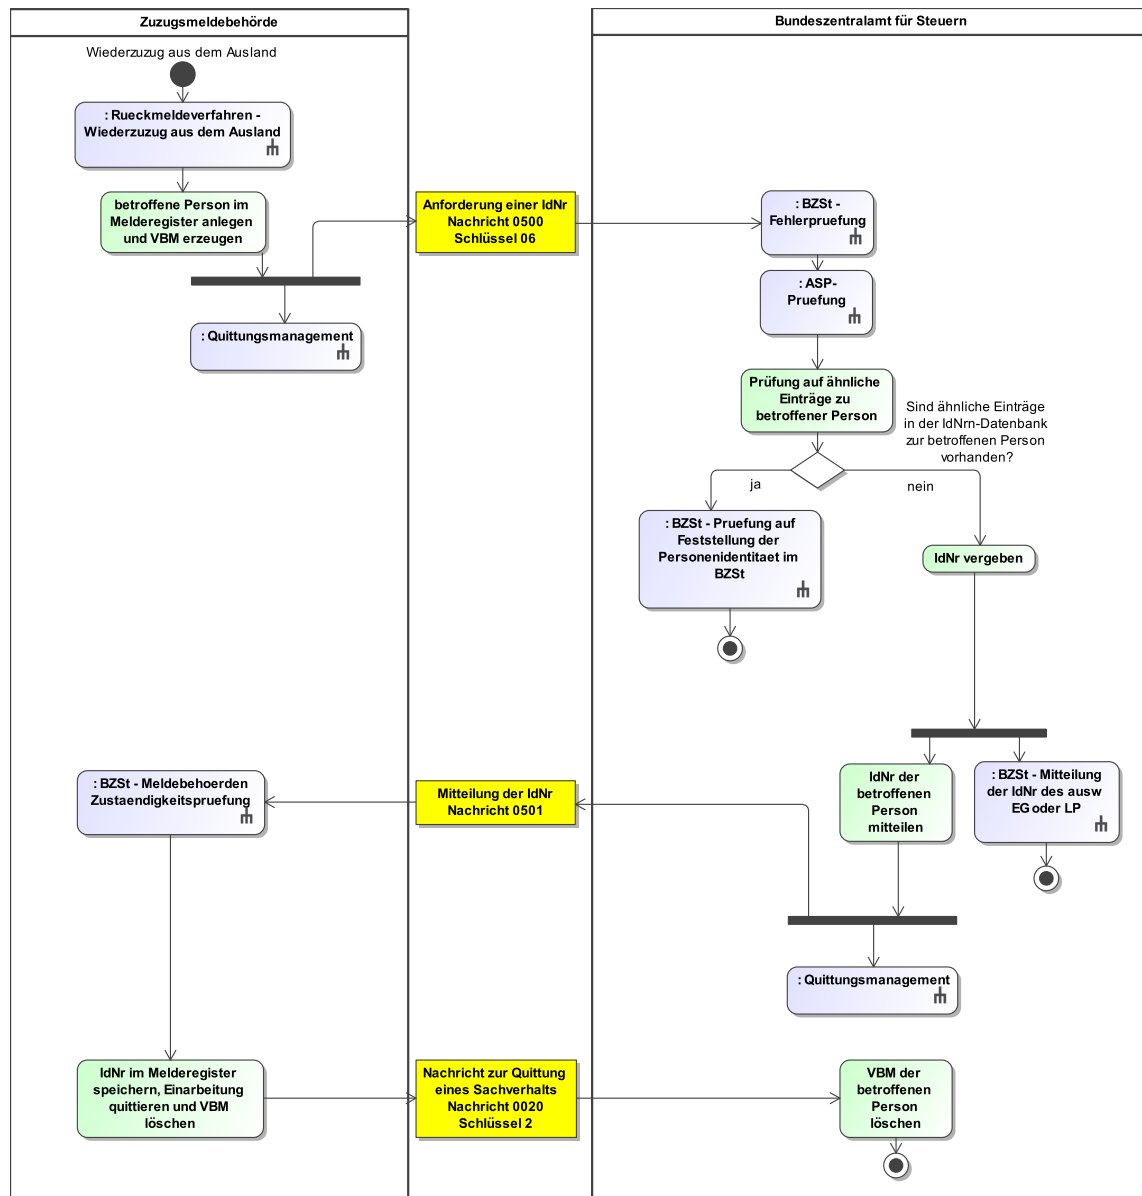 Zuzugsmeldebehörde
Bundeszentralamt für Steuern
Wiederzuzug aus dem Ausland
: Rueckmeldeverfahren -
Wiederzuzug aus dem Ausland
betroffene Person im
Melderegister anlegen
und VBM erzeugen
Anforderung einer IdNr
Nachricht 0500
Schlüssel 06
: BZSt -
Fehlerpruefung
: ASP-
Pruefung
: Quittungsmanagement
Prüfung auf ähnliche
Einträge zu
betroffener Person
Sind ähnliche Einträge
in der IdNrn-Datenbank
zur betroffenen Person
vorhanden?
ja
nein
: BZSt - Pruefung auf
Feststellung der
Personenidentitaet im
BZSt
IdNr vergeben
: BZSt - Meldebehoerden
Zustaendigkeitspruefung
Mitteilung der IdNr
Nachricht 0501
IdNr der
betroffenen
Person
mitteilen
: BZSt - Mitteilung
der IdNr des ausw
EG oder LP
: Quittungsmanagement
IdNr im Melderegister
speichern, Einarbeitung
quittieren und VBM
löschen
Nachricht zur Quittung
eines Sachverhalts
Nachricht 0020
Schlüssel 2
VBM der
betroffenen
Person
löschen